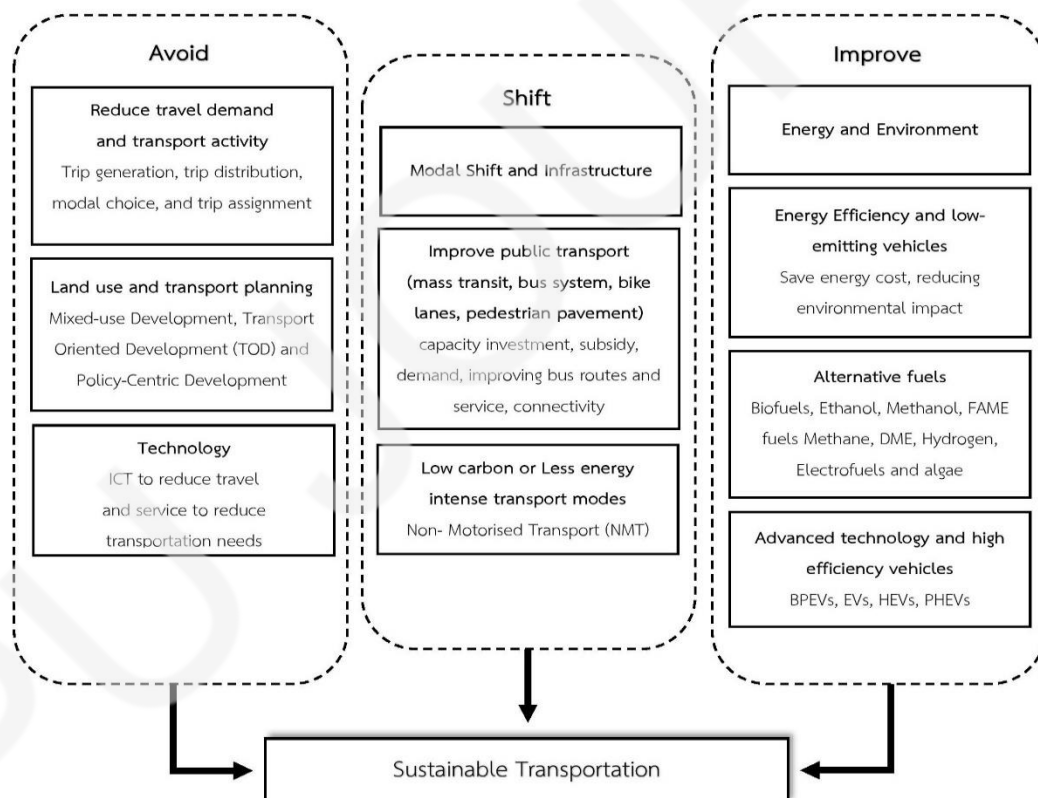 Avoid
Reduce travel demand
and transport activity
Trip generation, trip distribution,
modal choice, and trip assignment
Land use and transport planning
Mixed-use Development, Transport
Oriented Development (TOD) and
Policy-Centric Development
Technology
ICT to reduce travel
and service to reduce
transportation needs
Shift
Modal Shift and Infrastructure
Improve public transport
(mass transit, bus system, bike
lanes, pedestrian pavement)
capacity investment, subsidy,
demand, improving bus routes and
service, connectivity
Low carbon or Less energy
intense transport modes
Non- Motorised Transport (NMT)
Improve
Energy and Environment
Energy Efficiency and low-
emitting vehicles
Save energy cost, reducing
environmental impact
Alternative fuels
Biofuels, Ethanol, Methanol, FAME
fuels Methane, DME, Hydrogen,
Electrofuels and algae
Advanced technology and high
efficiency vehicles
BPEVs, EVs, HEVs, PHEVs
Sustainable Transportation